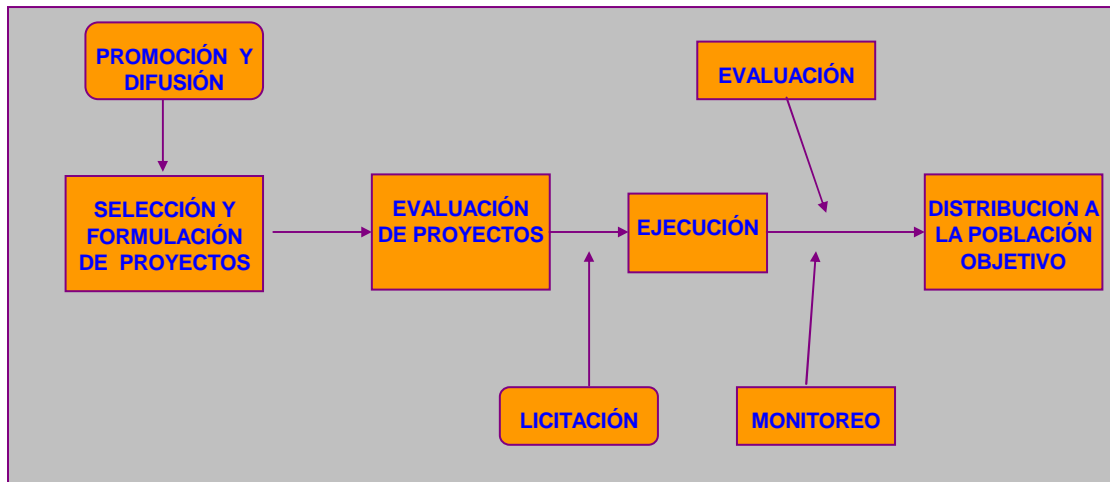 PROMOCIÓN Y
DIFUSIÓN
EVALUACIÓN
SELECCIÓN Y
FORMULACIÓN
DE PROYECTOS
EVALUACIÓN
DE PROYECTOS
EJECUCIÓN
DISTRIBUCION A
LA POBLACIÓN
OBJETIVO
LICITACIÓN
MONITOREO